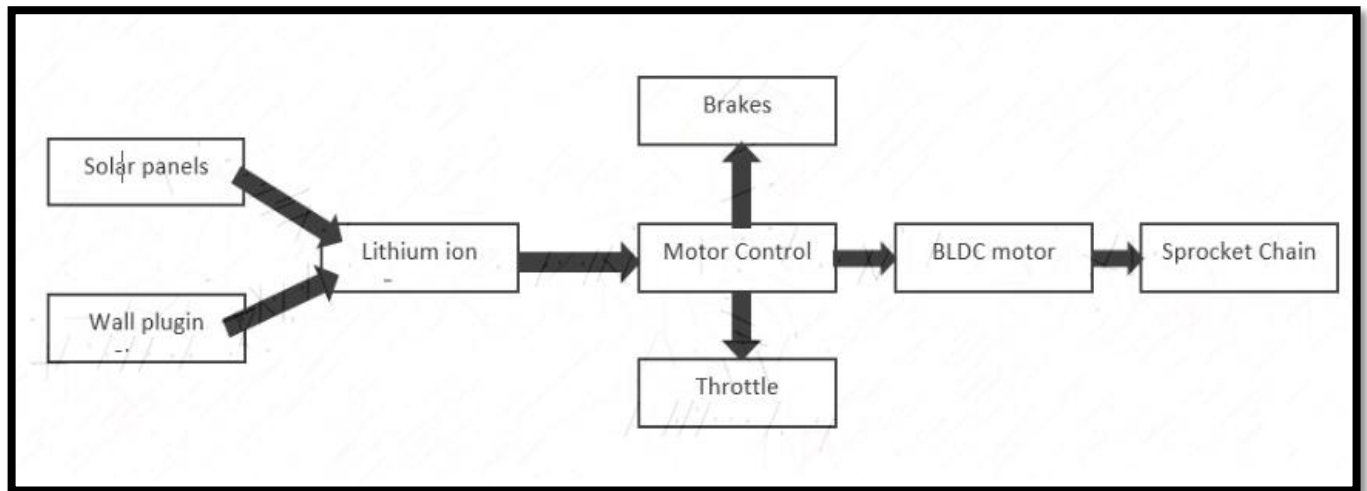 Brakes
Solar panels
Lithium ion
Motor Control
BLDC motor
Sprocket Chain
Wall plugin
Throttle